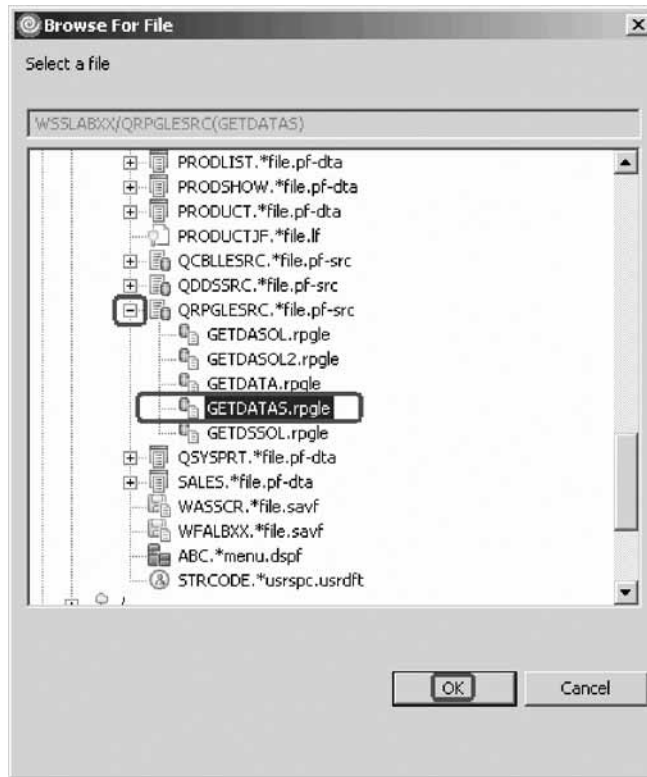 Browse For File
Select a file
WSSLABXX/QRPGLESRC(GETDATAS)
PRODLIST.*file.pf-dta
PRODSHOW.*file.pf-dta
PRODUCT.*file.pf-dta
PRODUCTJF.*file.lf
QCBLLESRC.*file.pf-src
QDDSSRC.*file.pf-src
QRPGLESRC.*file.pf-src
GETDASOL.rpgle
GETDASOL2.rpgle
GETDATA.rpgle
GETDATAS.rpgle
GETDSSOL.rpgle
QSYSPRT.*file.pf-dta
SALES.*file.pf-dta
WASSCR.*file.savf
WFALBXX.*file.savf
ABC.*menu.dspf
STRCODE.*usrspc.usrdft
OK Cancel